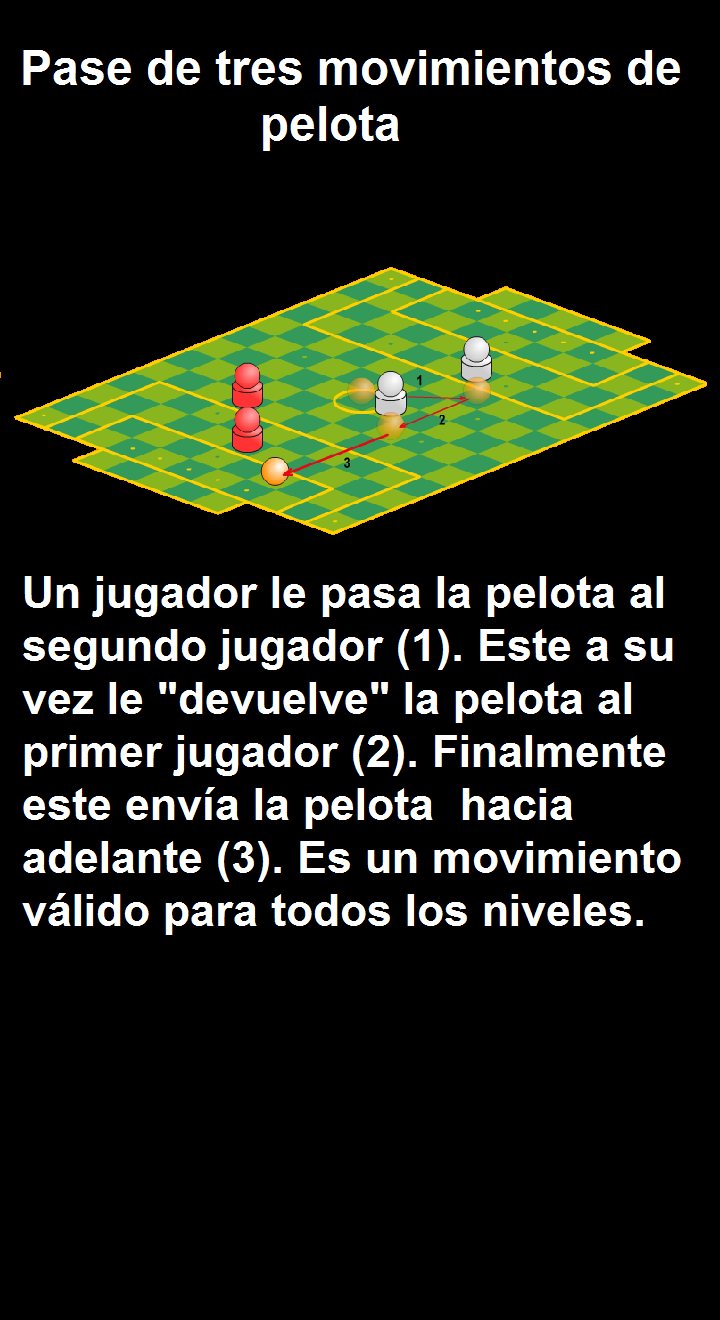 Pase de tres movimientos de
pelota
1
2
3
Un jugador le pasa la pelota al
segundo jugador (1). Este a su
vez le "devuelve" la pelota al
primer jugador (2). Finalmente
este envía la pelota  hacia
adelante (3). Es un movimiento
válido para todos los niveles.